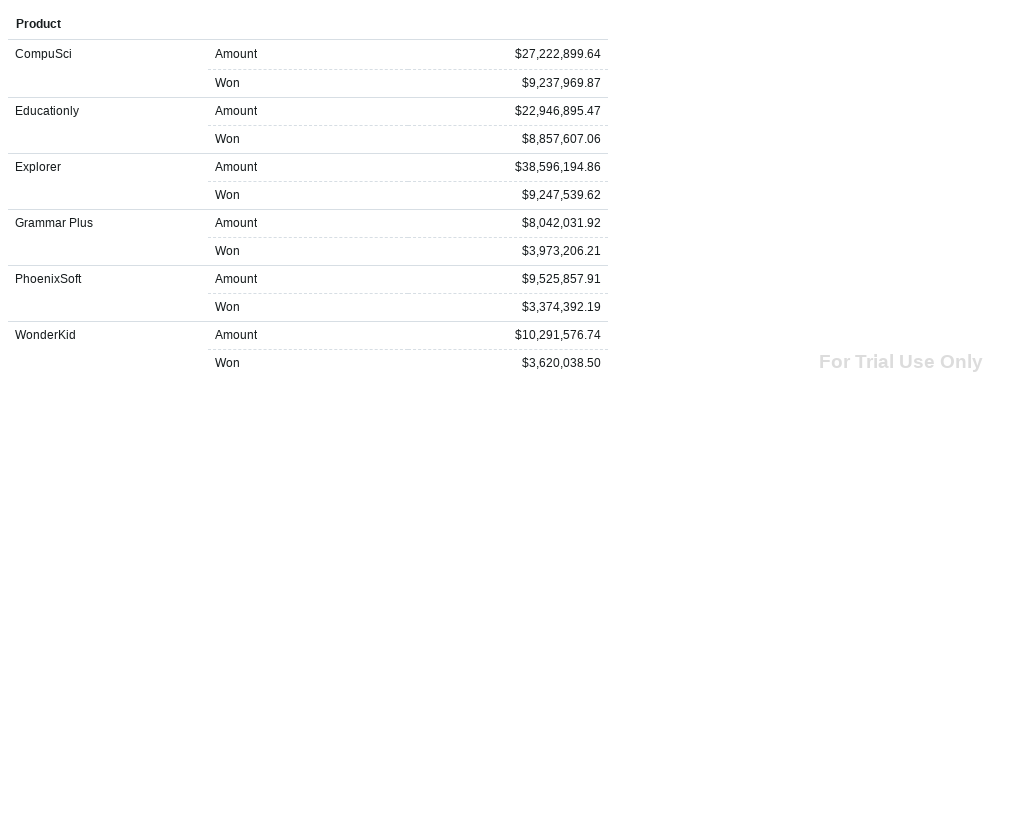 Product
CompuSci Amount $27,222,899.64
Won $9,237,969.87
Educationly Amount $22,946,895.47
Won $8,857,607.06
Explorer Amount $38,596,194.86
Won $9,247,539.62
Grammar Plus Amount $8,042,031.92
Won $3,973,206.21
PhoenixSoft Amount $9,525,857.91
Won $3,374,392.19
WonderKid Amount $10,291,576.74
Won $3,620,038.50
For Trial Use Only